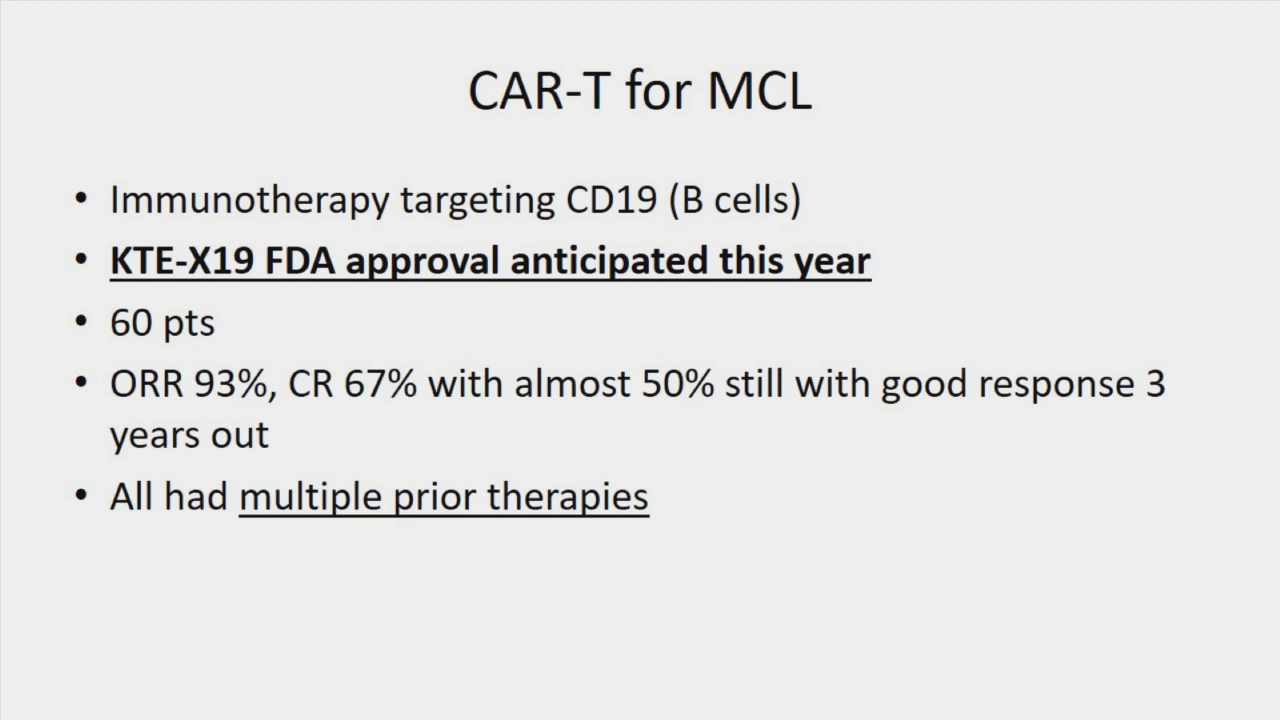 CAR-T for MCL
• Immunotherapy targeting CD19 (B cells)
• KTE-X19 FDA approval anticipated this year
• 60 pts
• ORR 93%, CR 67% with almost 50% still with good response 3
years out
• All had multiple prior therapies